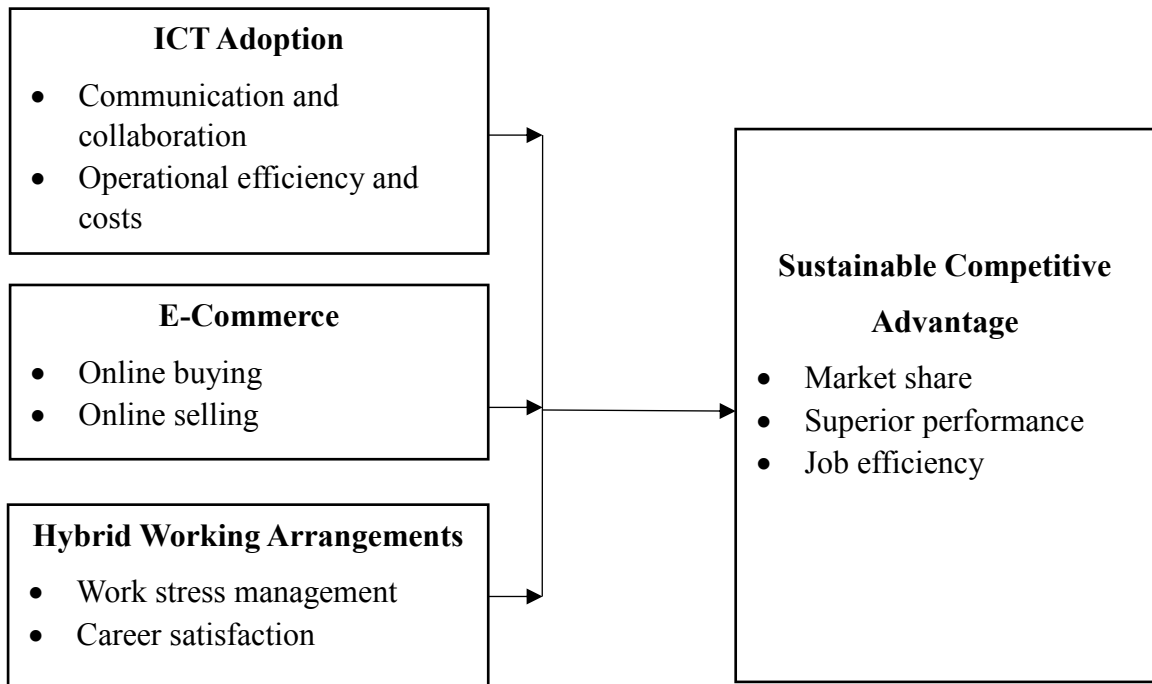 ICT Adoption
• Communication and
collaboration
• Operational efficiency and
costs
E-Commerce
• Online buying
• Online selling
Hybrid Working Arrangements
• Work stress management
• Career satisfaction
Sustainable Competitive
Advantage
• Market share
• Superior performance
• Job efficiency